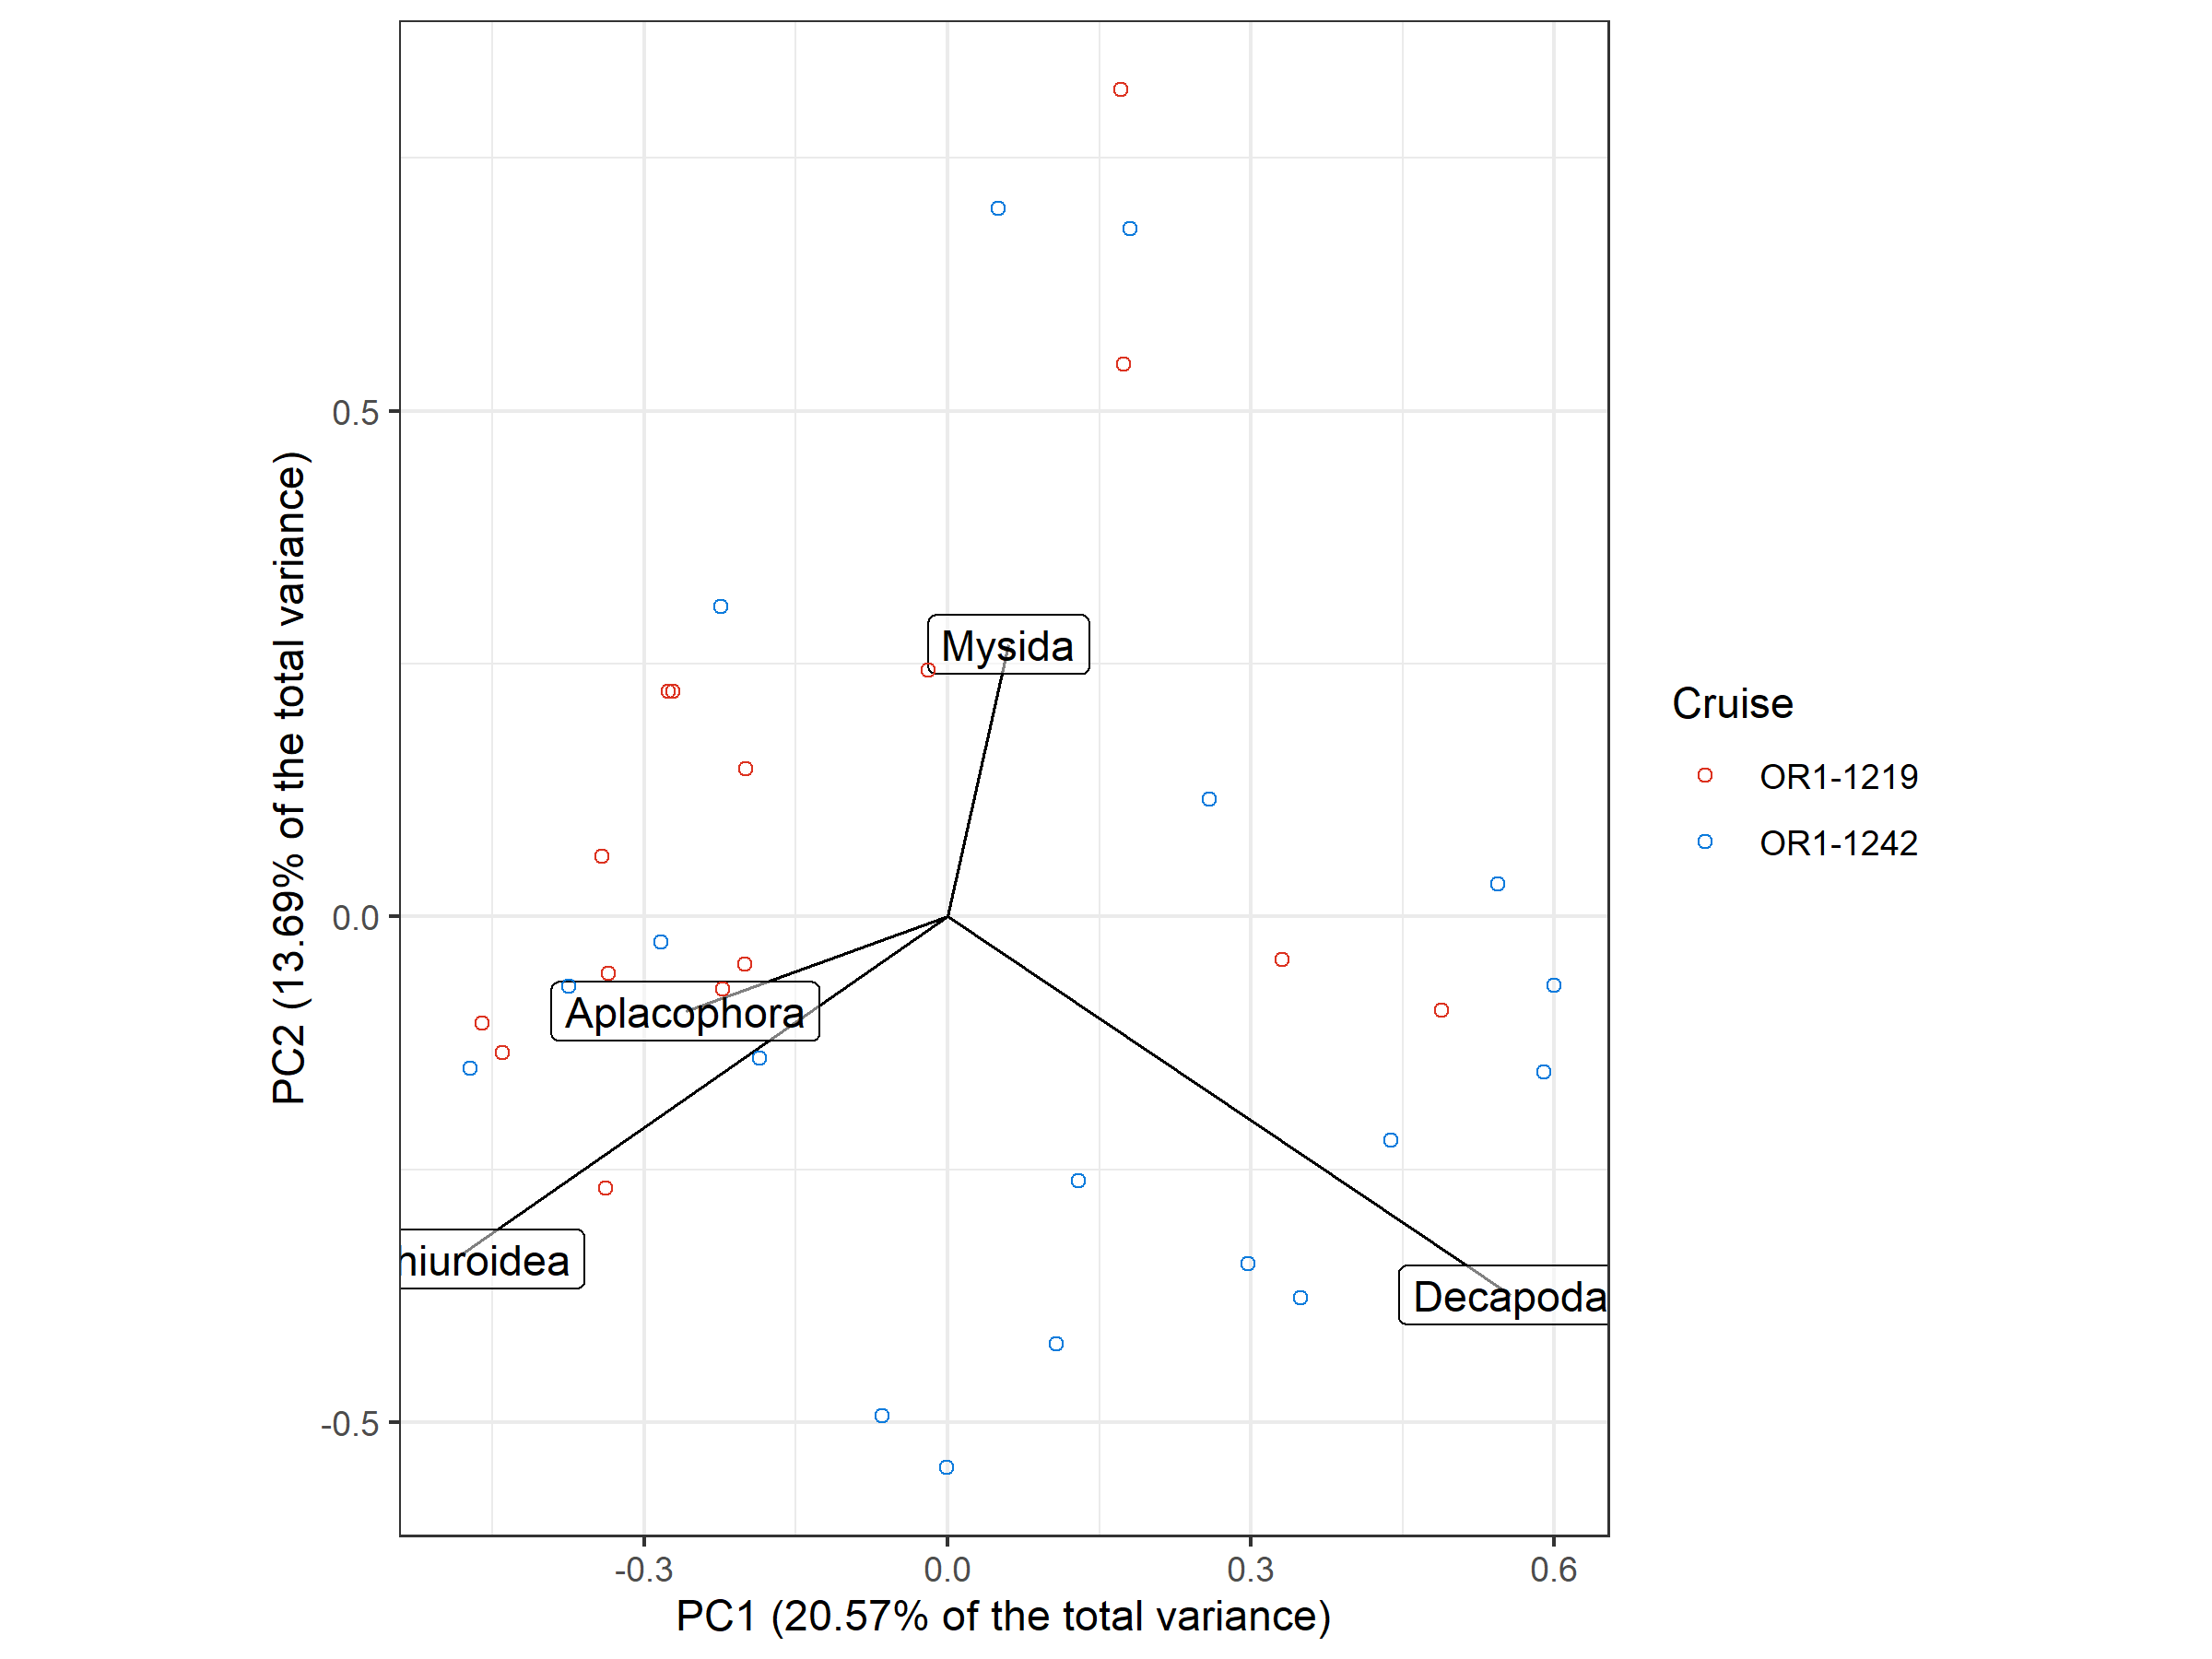 PC2 (13.69% of the total variance)
0.5
0.0
-0.5
Mysida
Aplacophora
hiuroidea
Decapoda
-0.3
0.0
0.3
0.6
PC1 (20.57% of the total variance)
Cruise
OR1-1219
OR1-1242